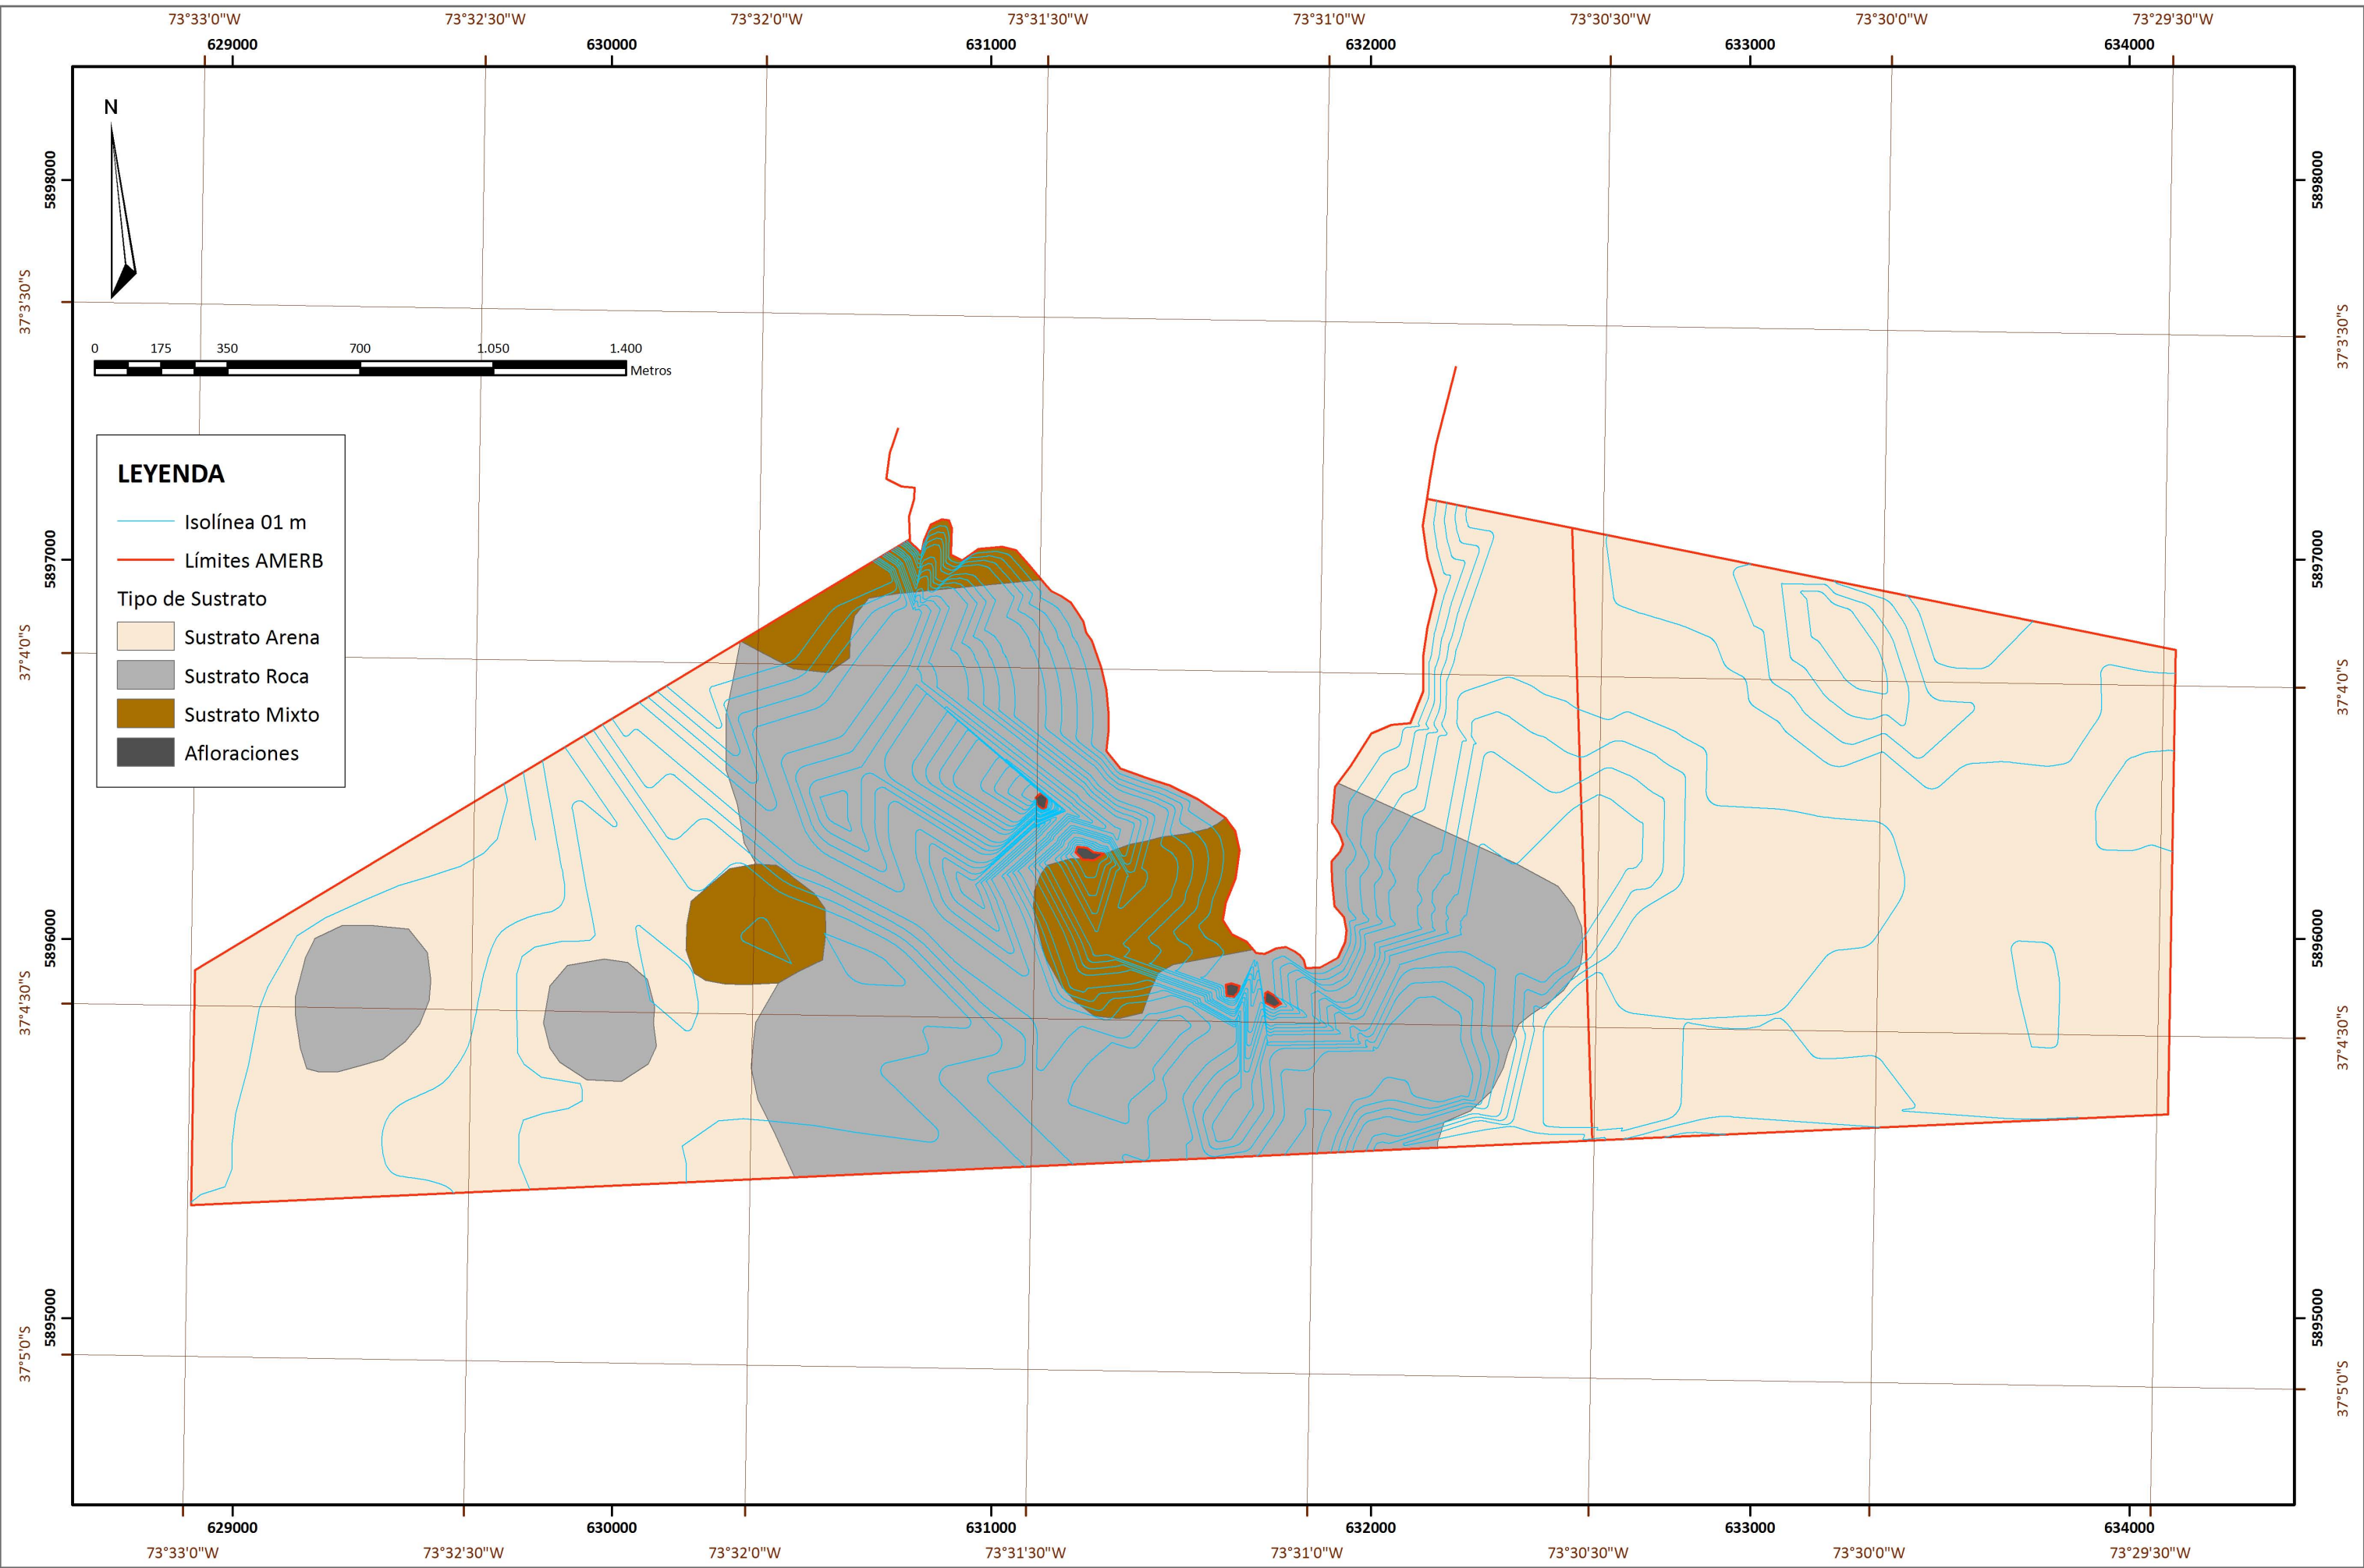 73°33'0"W 73°32'30"W 73°32'0"W 73°31'30"W 73°31'0"W 73°30'30"W 73°30'0"W 73°29'30"W
629000 630000 631000 632000 633000 634000
N
5898000 5898000
37°3'30"S 37°3'30"S
0 175 350 700 1.050 1.400
Metros
LEYENDA
Isolínea 01 m
Límites AMERB
Tipo de Sustrato
Sustrato Arena
Sustrato Roca
Sustrato Mixto
Afloraciones
5897000 5897000
37°4'0"S 37°4'0"S
5896000 5896000
37°4'30"S 37°4'30"S
5895000 5895000
37°5'0"S 37°5'0"S
629000 630000 631000 632000 633000 634000
73°33'0"W 73°32'30"W 73°32'0"W 73°31'30"W 73°31'0"W 73°30'30"W 73°30'0"W 73°29'30"W